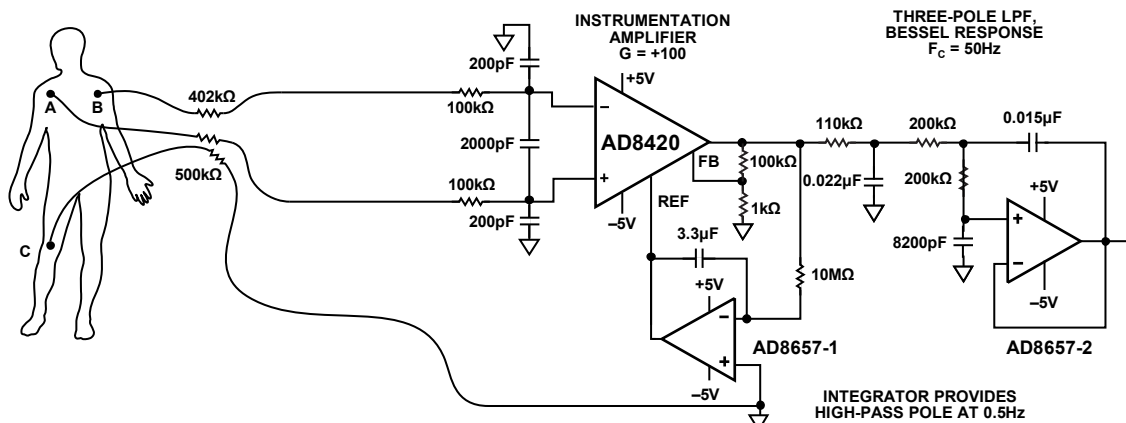 INSTRUMENTATION
AMPLIFIER
G = +100
THREE-POLE LPF,
BESSEL RESPONSE
FC = 50Hz
A
B
C
402kΩ
500kΩ
200pF
100kΩ
2000pF
100kΩ
200pF
+5V
−
AD8420
+
–5V
FB
REF
100kΩ
1kΩ
3.3µF
10MΩ
+5V
−
+
–5V
AD8657-1
110kΩ
0.022µF
200kΩ
200kΩ
0.015µF
8200pF
+5V
+
−
–5V
AD8657-2
INTEGRATOR PROVIDES
HIGH-PASS POLE AT 0.5Hz